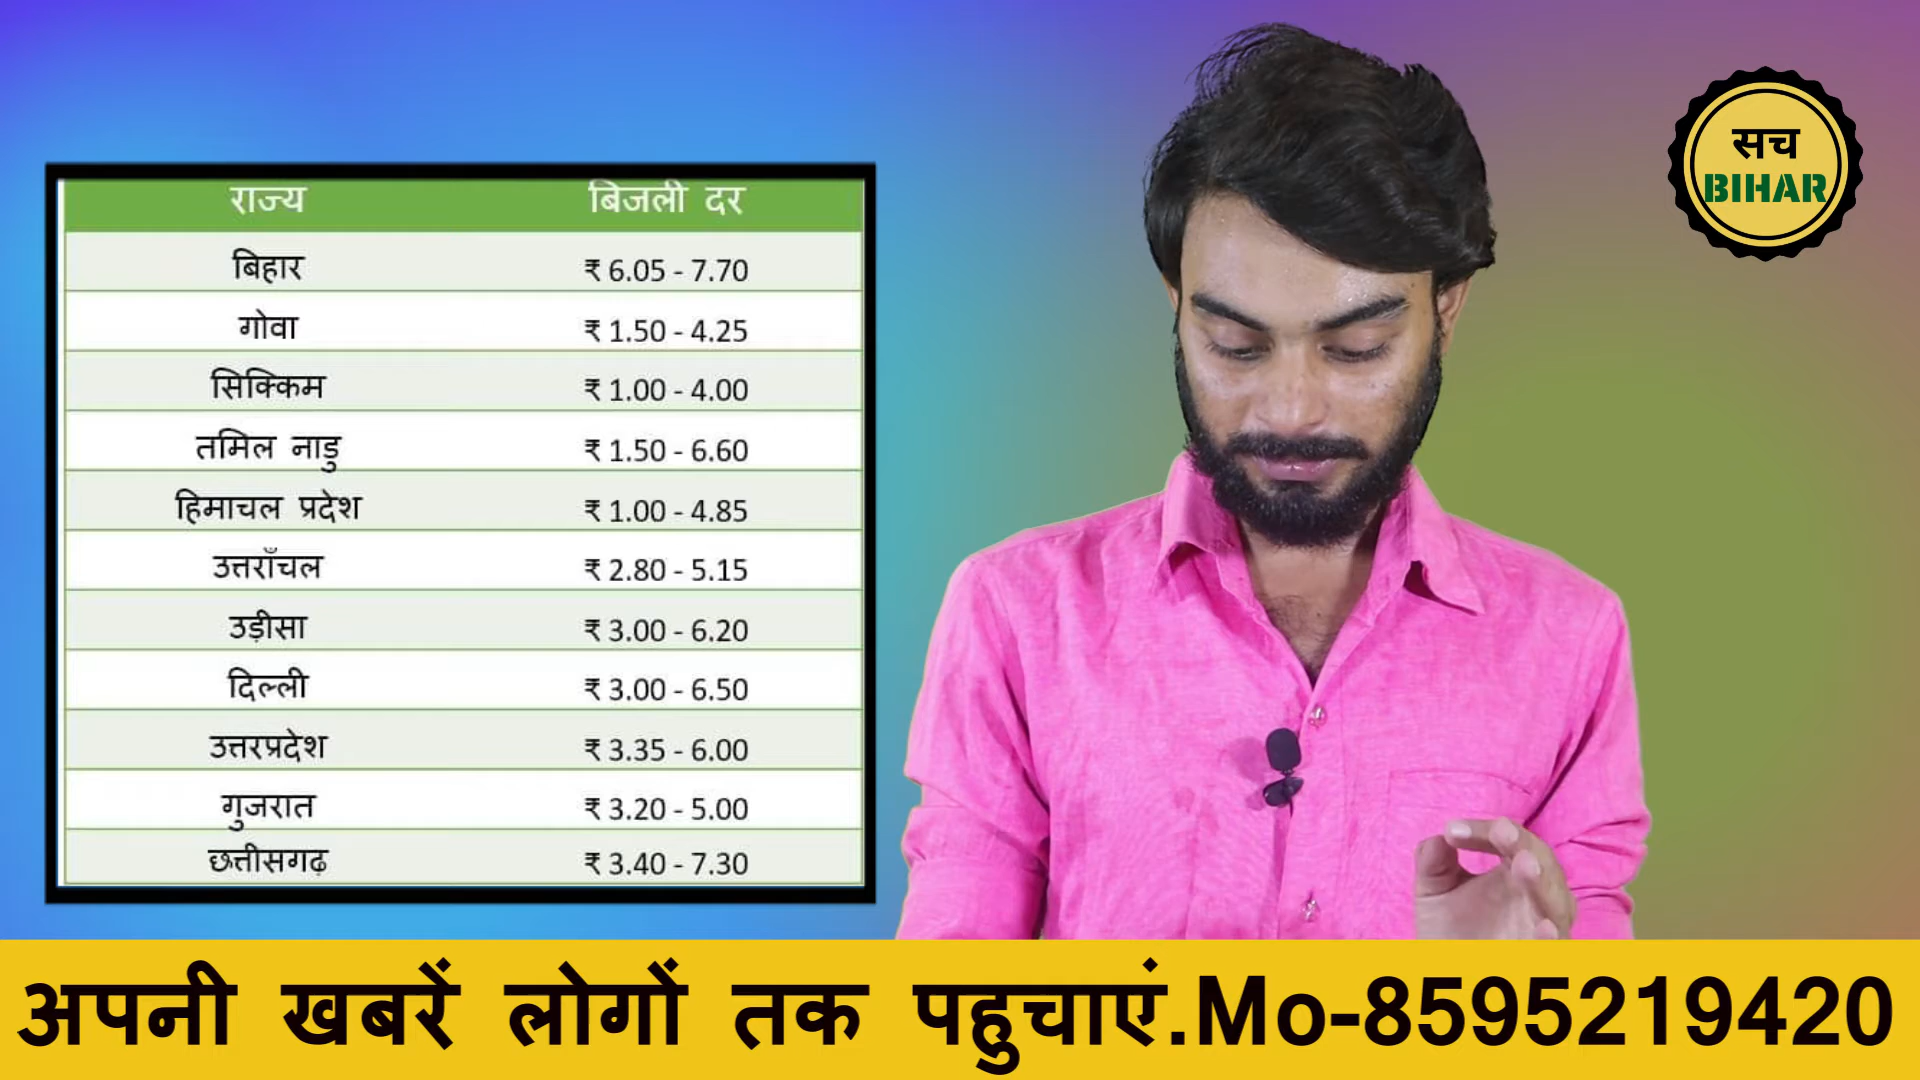 राज्य बिजली दर
बिहार ₹ 6.05 - 7.70
गोवा ₹ 1.50 - 4.25
सिक्किम ₹ 1.00 - 4.00
तमिल नाडु ₹ 1.50 - 6.60
हिमाचल प्रदेश ₹ 1.00 - 4.85
उत्तराँचल ₹ 2.80 - 5.15
उड़ीसा ₹ 3.00 - 6.20
दिल्ली ₹ 3.00 - 6.50
उत्तरप्रदेश ₹ 3.35 - 6.00
गुजरात ₹ 3.20 - 5.00
छत्तीसगढ़ ₹ 3.40 - 7.30
सच
BIHAR
अपनी खबरें लोगों तक पहुचाएं.Mo-8595219420